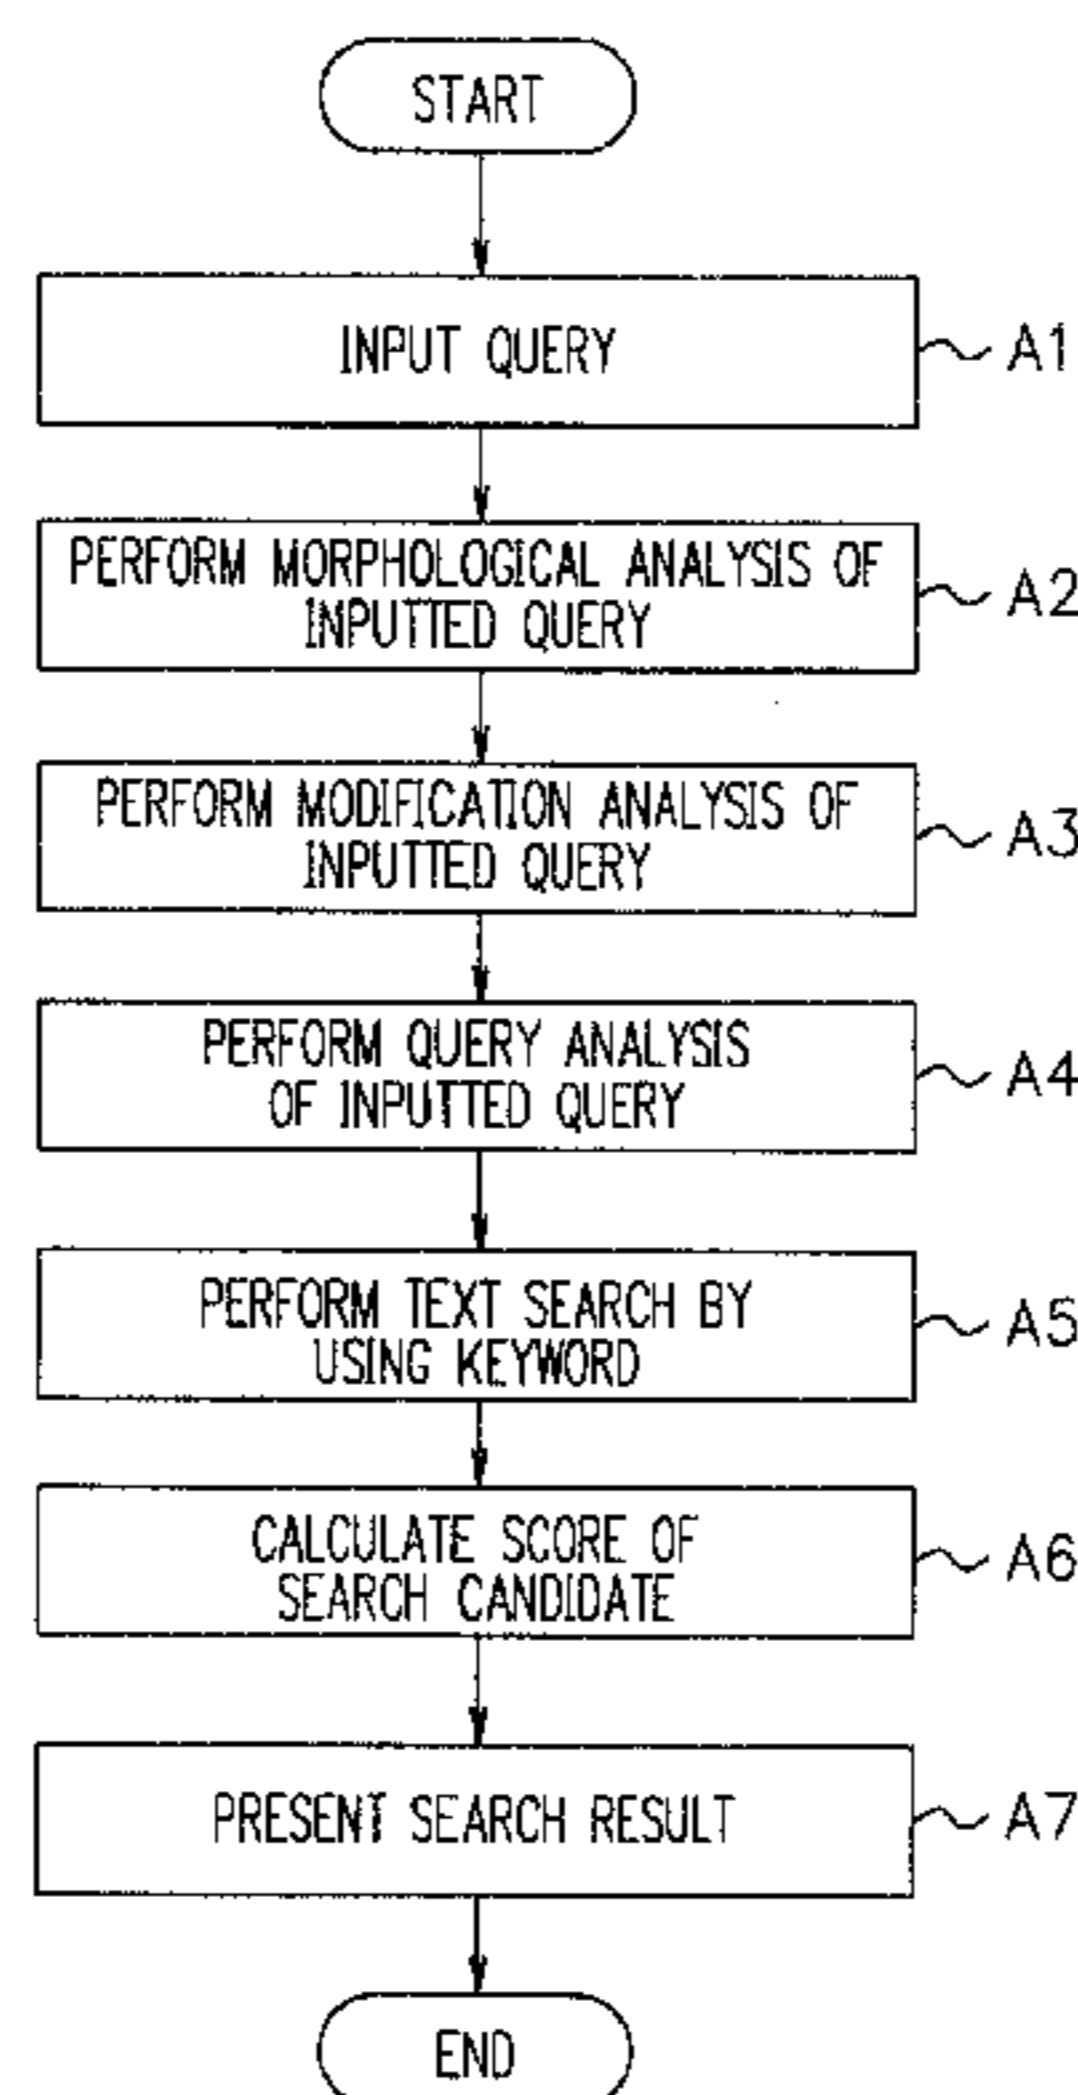 START
INPUT QUERY
A1
PERFORM MORPHOLOGICAL ANALYSIS OF
INPUTTED QUERY
A2
PERFORM MODIFICATION ANALYSIS OF
INPUTTED QUERY
A3
PERFORM QUERY ANALYSIS
OF INPUTTED QUERY
A4
PERFORM TEXT SEARCH BY
USING KEYWORD
A5
CALCULATE SCORE OF
SEARCH CANDIDATE
A6
PRESENT SEARCH RESULT
A7
END